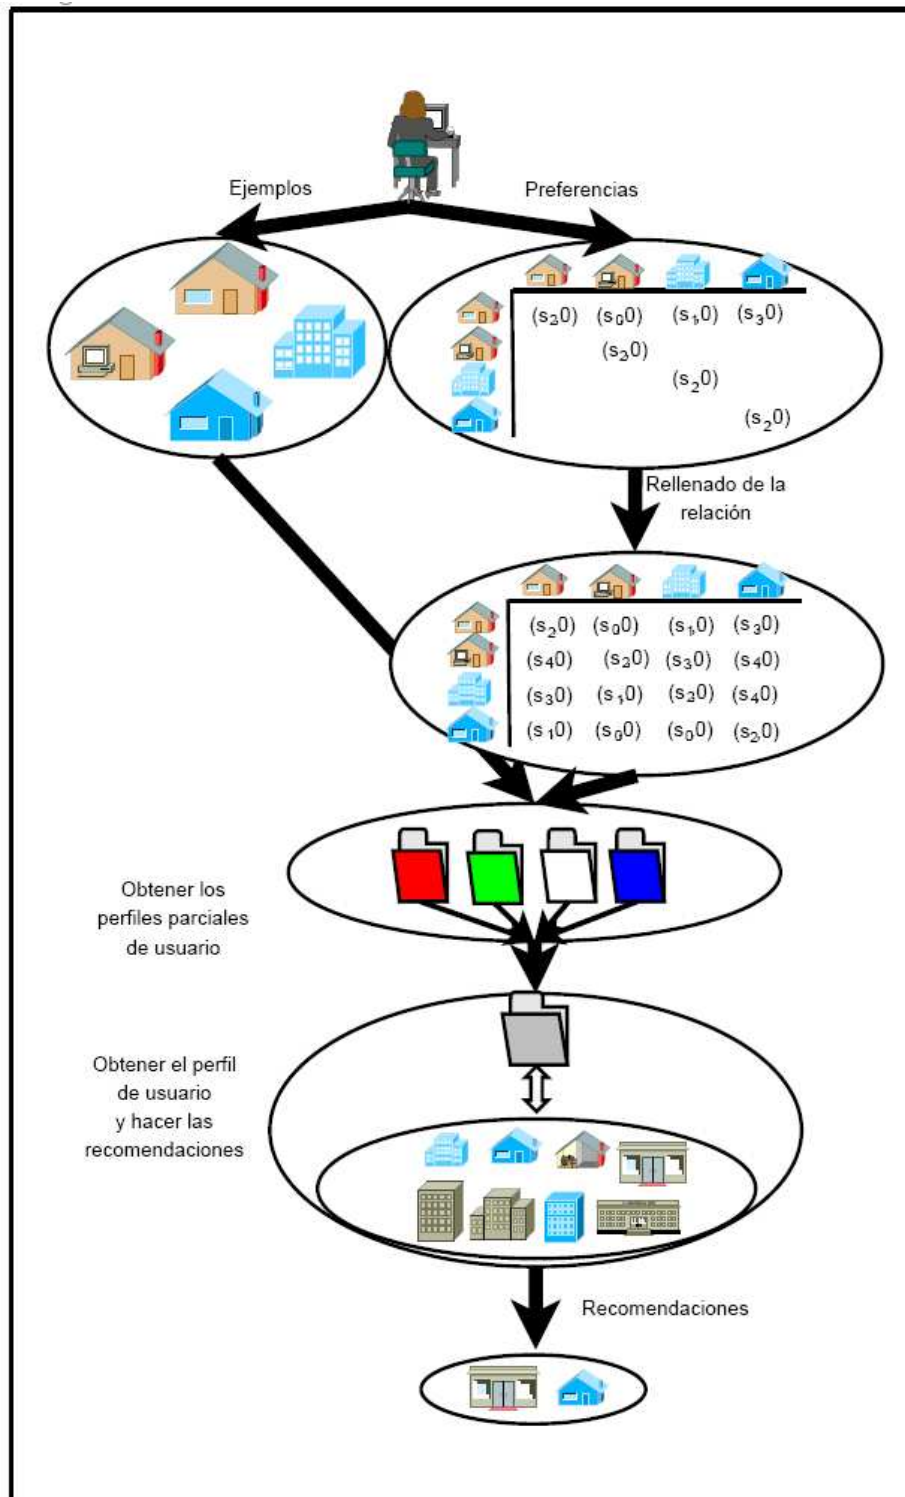 Ejemplos
Preferencias
(s₂0) (s₀0) (s₁0) (s₃0)
(s₂0)
(s₂0)
(s₂0)
Rellenado de la
relación
(s₂0) (s₀0) (s₁0) (s₃0)
(s₄0) (s₂0) (s₃0) (s₄0)
(s₃0) (s₁0) (s₂0) (s₄0)
(s₁0) (s₀0) (s₀0) (s₂0)
Obtener los
perfiles parciales
de usuario
Obtener el perfil
de usuario
y hacer las
recomendaciones
Recomendaciones